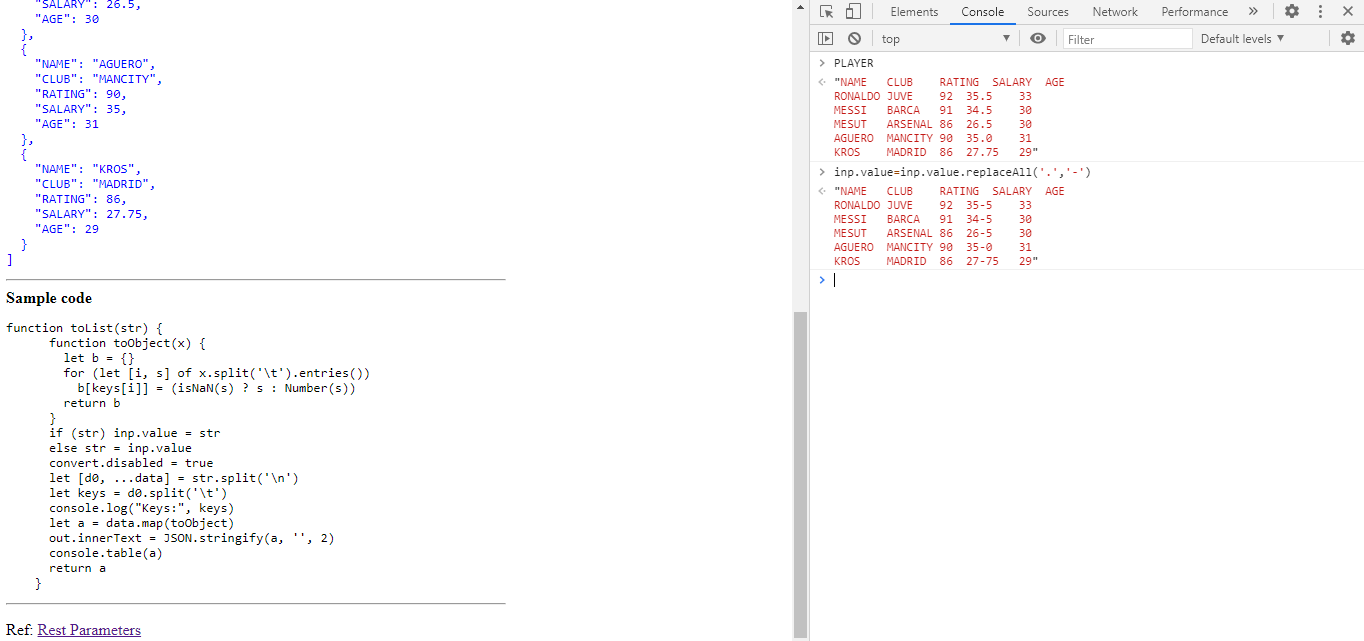 "SALARY": 26.5,
"AGE": 30
},
{
"NAME": "AGUERO",
"CLUB": "MANCITY",
"RATING": 90,
"SALARY": 35,
"AGE": 31
},
{
"NAME": "KROS",
"CLUB": "MADRID",
"RATING": 86,
"SALARY": 27.75,
"AGE": 29
}
]
Sample code
function toList(str) {
function toObject(x) {
let b = {}
for (let [i, s] of x.split('\t').entries())
b[keys[i]] = (isNaN(s) ? s : Number(s))
return b
}
if (str) inp.value = str
else str = inp.value
convert.disabled = true
let [d0, ...data] = str.split('\n')
let keys = d0.split('\t')
console.log("Keys:", keys)
let a = data.map(toObject)
out.innerText = JSON.stringify(a, '', 2)
console.table(a)
return a
}
Ref: Rest Parameters
Elements Console Sources Network Performance »
top ▼ Filter Default levels ▼
> PLAYER
"NAME CLUB RATING SALARY AGE
RONALDO JUVE 92 35.5 33
MESSI BARCA 91 34.5 30
MESUT ARSENAL 86 26.5 30
AGUERO MANCITY 90 35.0 31
KROS MADRID 86 27.75 29"
> inp.value=inp.value.replaceAll('.','-')
"NAME CLUB RATING SALARY AGE
RONALDO JUVE 92 35-5 33
MESSI BARCA 91 34-5 30
MESUT ARSENAL 86 26-5 30
AGUERO MANCITY 90 35-0 31
KROS MADRID 86 27-75 29"
>